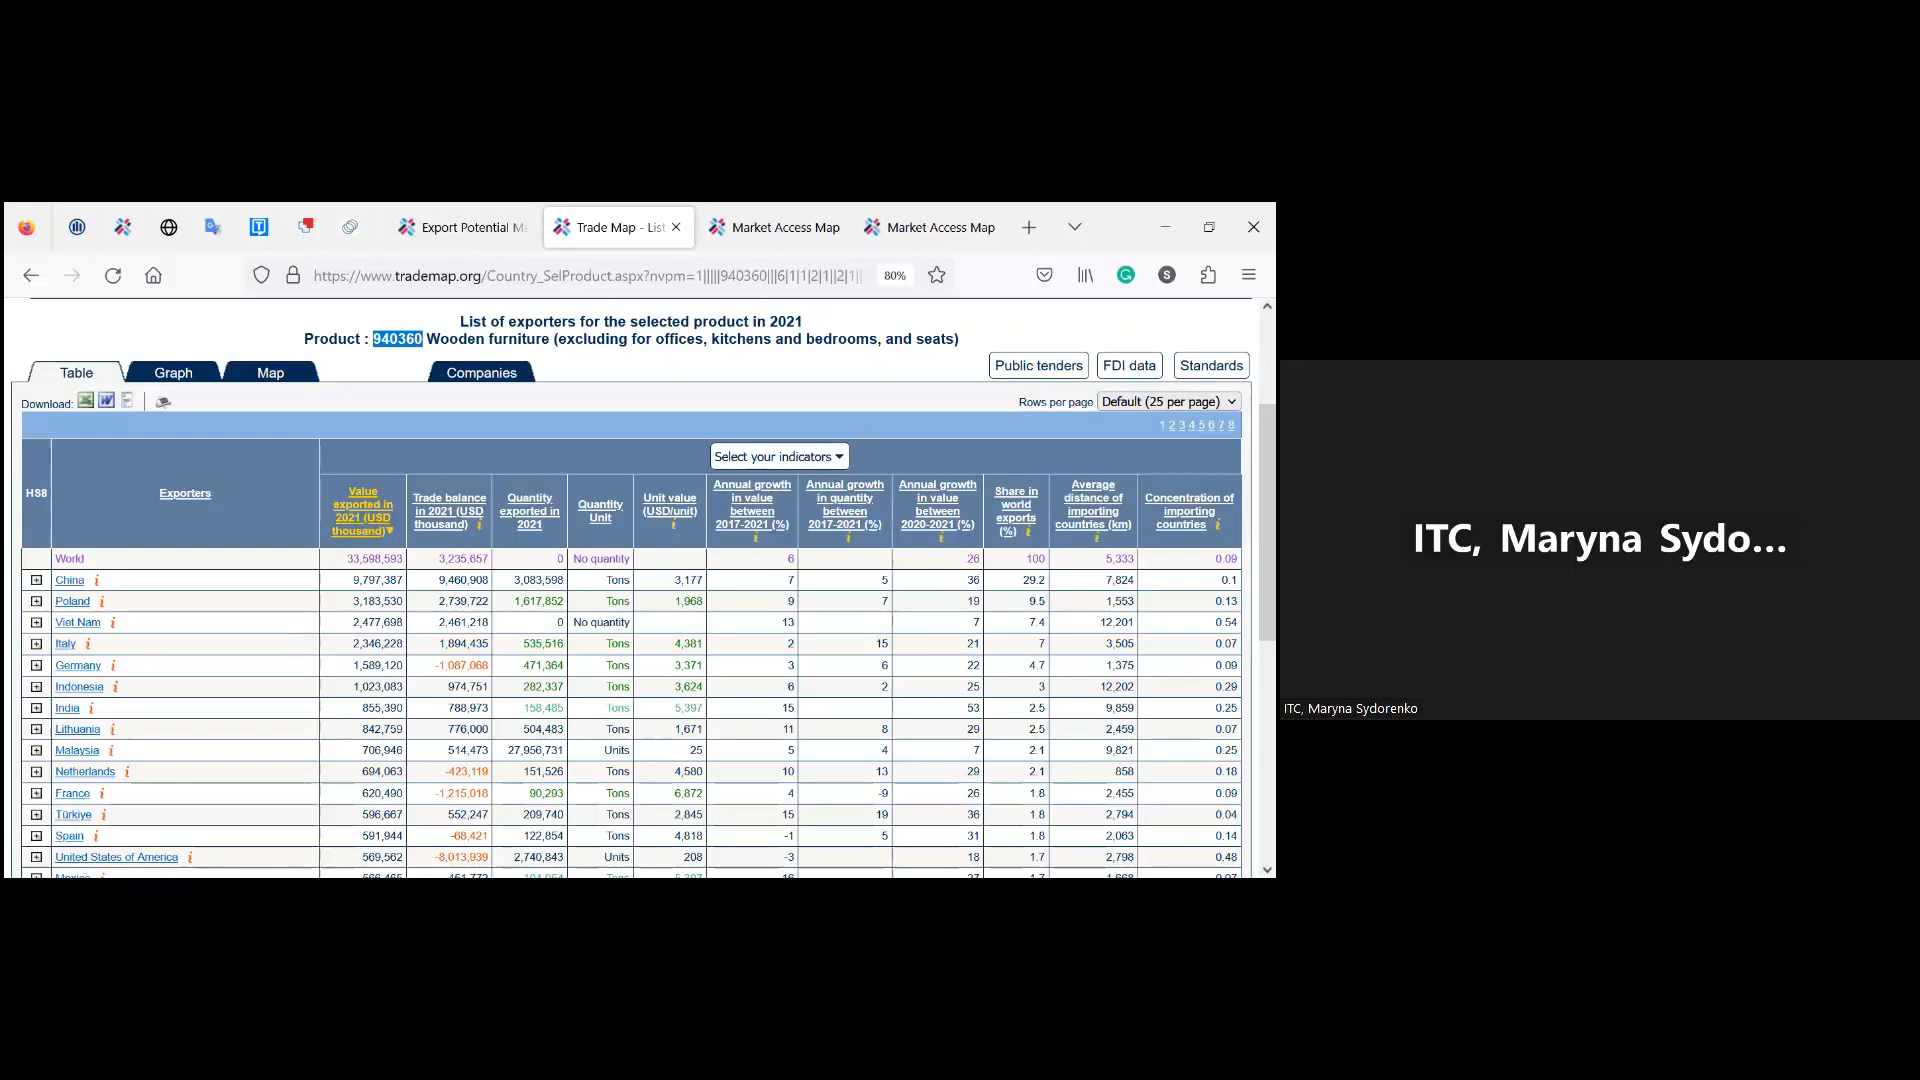 Export Potential M
Trade Map - List
Market Access Map
Market Access Map
https://www.trademap.org/Country_SelProduct.aspx?nvpm=1|||||940360|||6|1|1|2|1||2|1||
80%
List of exporters for the selected product in 2021
Product : 940360 Wooden furniture (excluding for offices, kitchens and bedrooms, and seats)
Table Graph Map Companies
Public tenders FDI data Standards
Download: Rows per page Default (25 per page)
1 2 3 4 5 6 7 8
Select your indicators
HS8 Exporters
Value exported in 2021 (USD thousand)
Trade balance in 2021 (USD thousand) i
Quantity exported in 2021
Quantity Unit
Unit value (USD/unit) i
Annual growth in value between 2017-2021 (%) i
Annual growth in quantity between 2017-2021 (%) i
Annual growth in value between 2020-2021 (%) i
Share in world exports (%) i
Average distance of importing countries (km) i
Concentration of importing countries i
World 33,598,593 3,235,657 0 No quantity 6 26 100 5,333 0.09
China i 9,797,387 9,460,908 3,083,598 Tons 3,177 7 5 36 29.2 7,824 0.1
Poland i 3,183,530 2,739,722 1,617,852 Tons 1,968 9 7 19 9.5 1,553 0.13
Viet Nam i 2,477,698 2,461,218 0 No quantity 13 7 7.4 12,201 0.54
Italy i 2,346,228 1,894,435 535,516 Tons 4,381 2 15 21 7 3,505 0.07
Germany i 1,589,120 -1,087,068 471,364 Tons 3,371 3 6 22 4.7 1,375 0.09
Indonesia i 1,023,083 974,751 282,337 Tons 3,624 6 2 25 3 12,202 0.29
India i 855,390 788,973 158,485 Tons 5,397 15 53 2.5 9,859 0.25
Lithuania i 842,759 776,000 504,483 Tons 1,671 11 8 29 2.5 2,459 0.07
Malaysia i 706,946 514,473 27,956,731 Units 25 5 4 7 2.1 9,821 0.25
Netherlands i 694,063 -423,119 151,526 Tons 4,580 10 13 29 2.1 858 0.18
France i 620,490 -1,215,018 90,293 Tons 6,872 4 -9 26 1.8 2,455 0.09
Türkiye i 596,667 552,247 209,740 Tons 2,845 15 19 36 1.8 2,794 0.04
Spain i 591,944 -68,421 122,854 Tons 4,818 -1 5 31 1.8 2,063 0.14
United States of America i 569,562 -8,013,939 2,740,843 Units 208 -3 18 1.7 2,798 0.48
ITC, Maryna Sydo...
ITC, Maryna Sydorenko